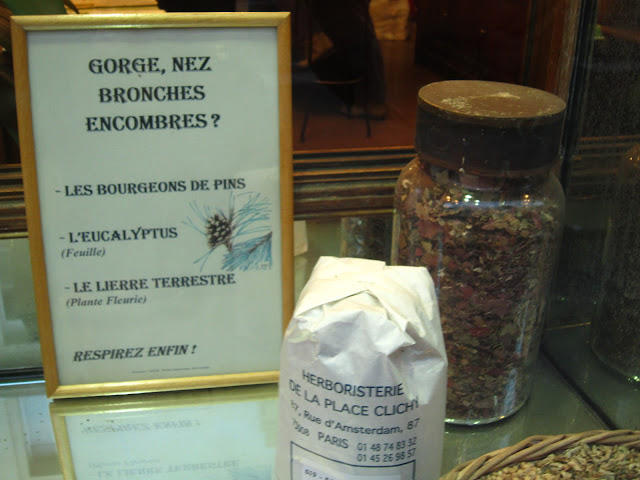 GORGE, NEZ
BRONCHES
ENCOMBRES ?
- LES BOURGEONS DE PINS
- L'EUCALYPTUS
(Feuille)
- LE LIERRE TERRESTRE
(Plante Fleurie)
RESPIREZ ENFIN !
HERBORISTERIE
DE LA PLACE CLICHY
87, Rue d'Amsterdam, 87
75008 PARIS 01 48 74 83 32
01 45 26 98 57